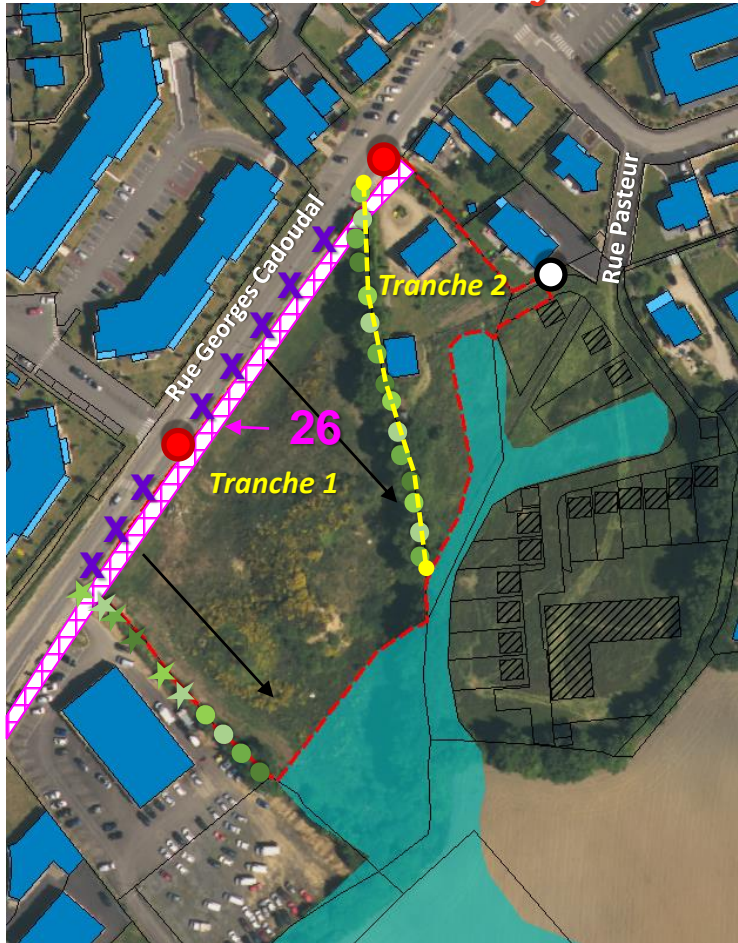 Rue Georges Cadoudal
Rue Pasteur
Tranche 2
26
Tranche 1
X
X
X
X
X
X
X
X